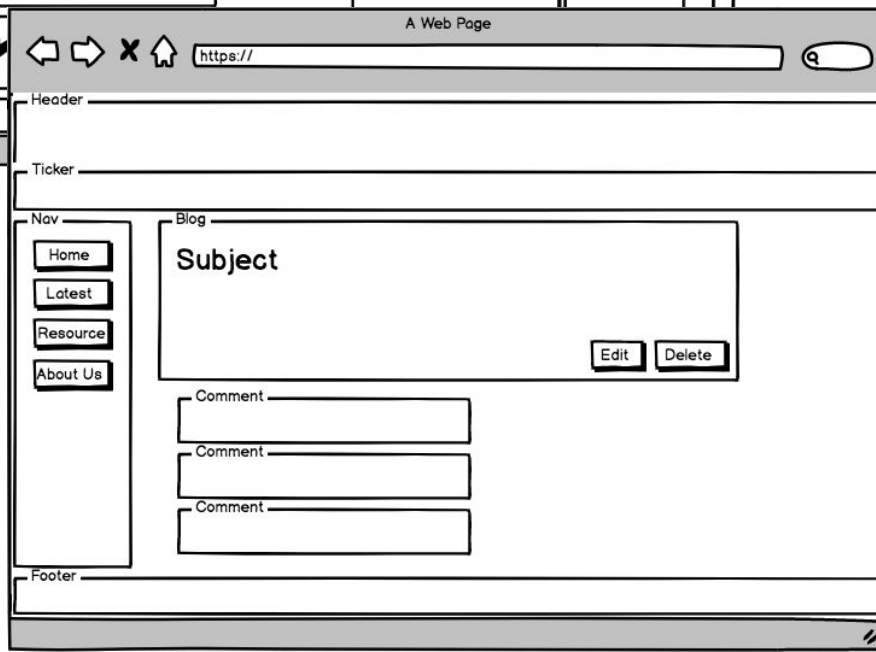 A Web Page
https://
Header
Ticker
Nav
Home
Latest
Resource
About Us
Blog
Subject
Edit
Delete
Comment
Comment
Comment
Footer